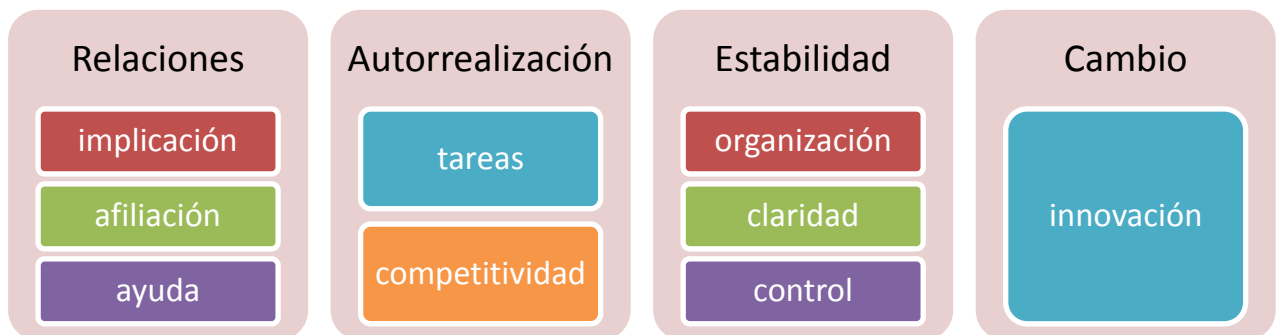 Relaciones
implicación
afiliación
ayuda
Autorrealización
tareas
competitividad
Estabilidad
organización
claridad
control
Cambio
innovación